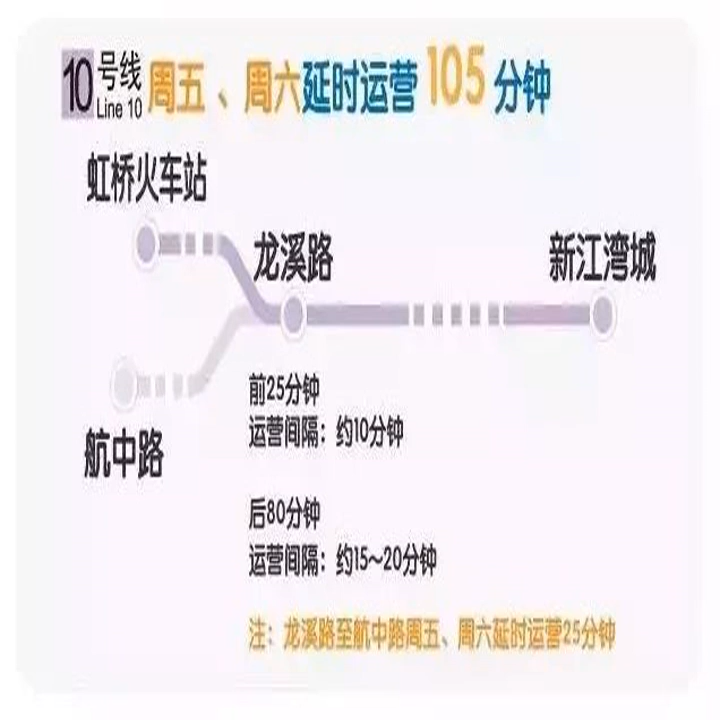 10号线 周五、周六延时运营105分钟
Line 10
虹桥火车站
龙溪路
新江湾城
航中路
前25分钟
运营间隔：约10分钟
后80分钟
运营间隔：约15～20分钟
注：龙溪路至航中路周五、周六延时运营25分钟